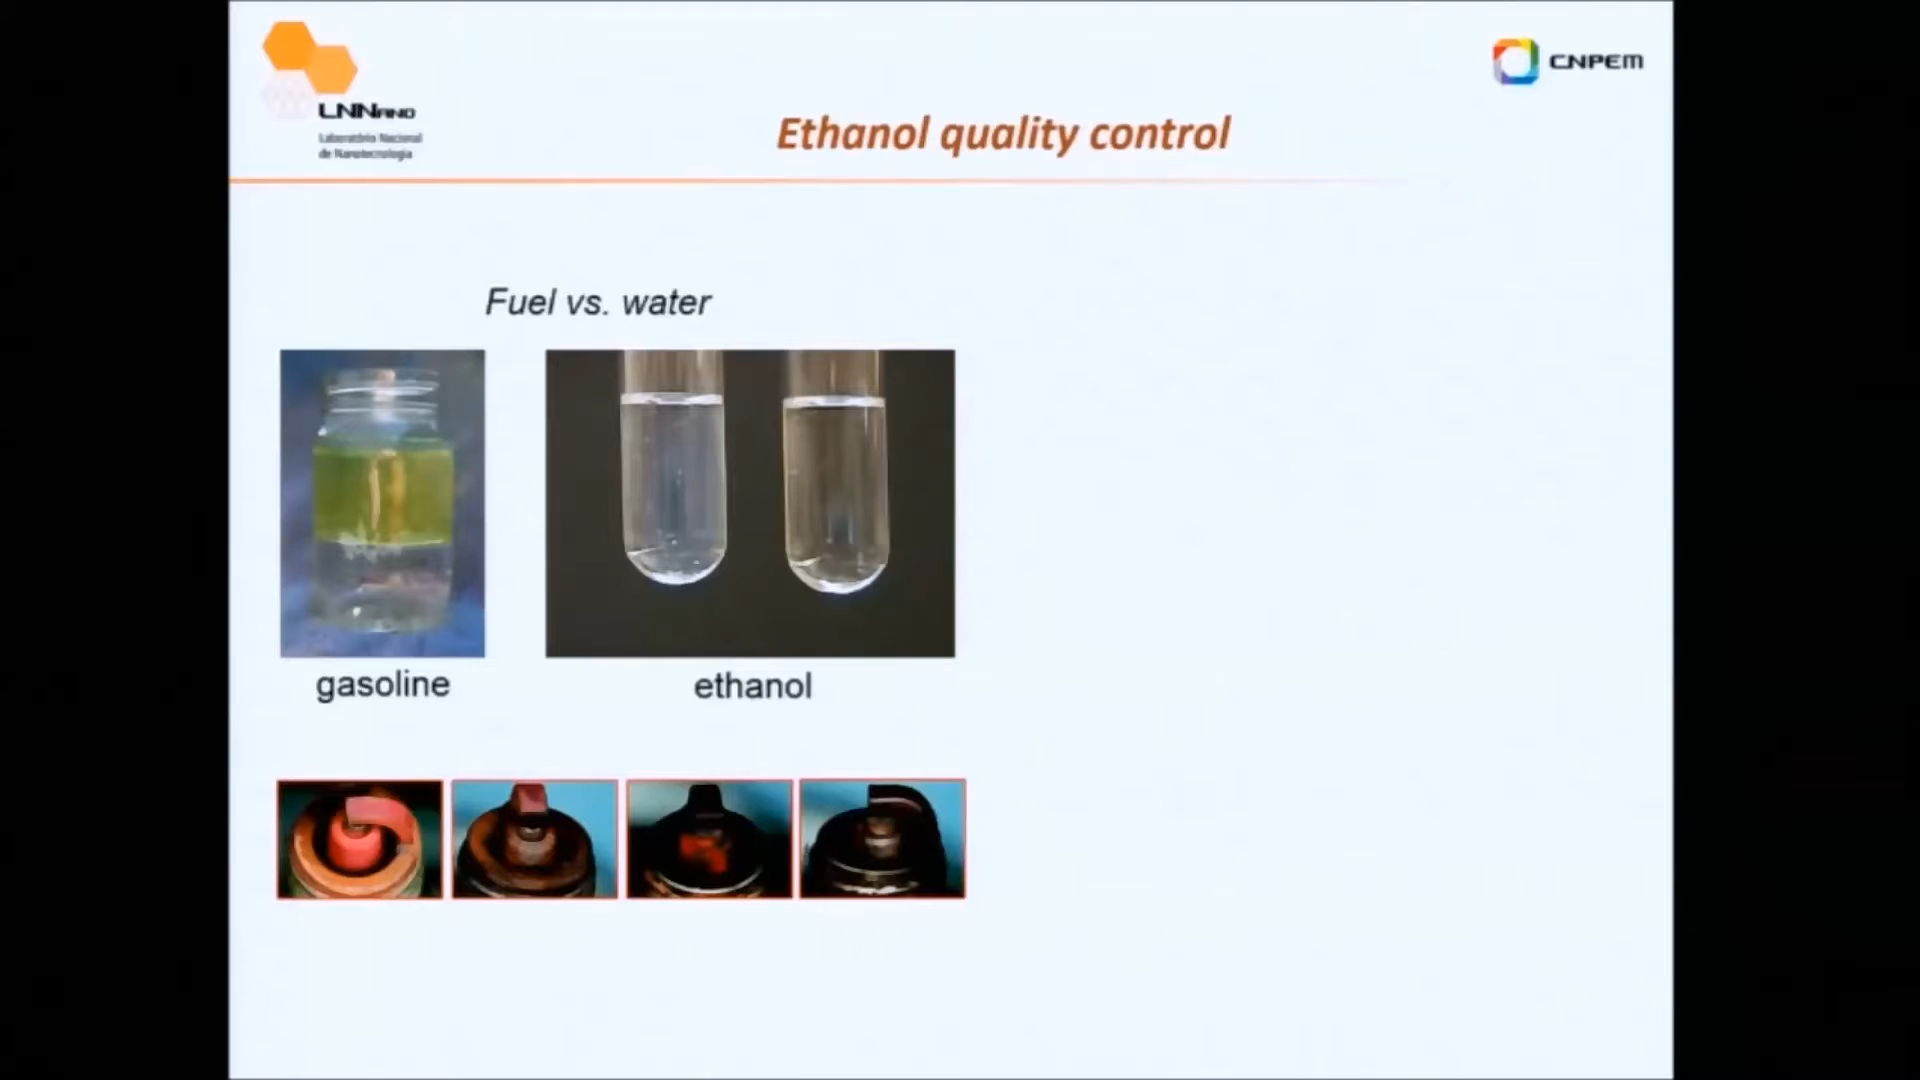 LNNano
Laboratório Nacional
de Nanotecnologia
CNPEM
Ethanol quality control
Fuel vs. water
gasoline
ethanol